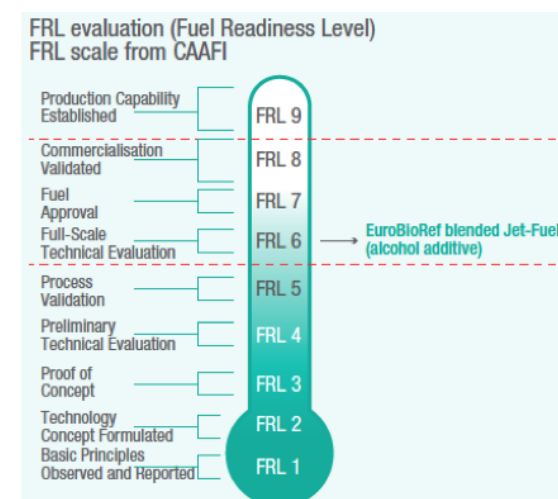 FRL evaluation (Fuel Readiness Level)
FRL scale from CAAFI
Production Capability
Established
FRL 9
Commercialisation
Validated
FRL 8
Fuel
Approval
FRL 7
Full-Scale
Technical Evaluation
FRL 6
EuroBioRef blended Jet-Fuel
(alcohol additive)
Process
Validation
FRL 5
Preliminary
Technical Evaluation
FRL 4
Proof of
Concept
FRL 3
Technology
Concept Formulated
FRL 2
Basic Principles
Observed and Reported
FRL 1